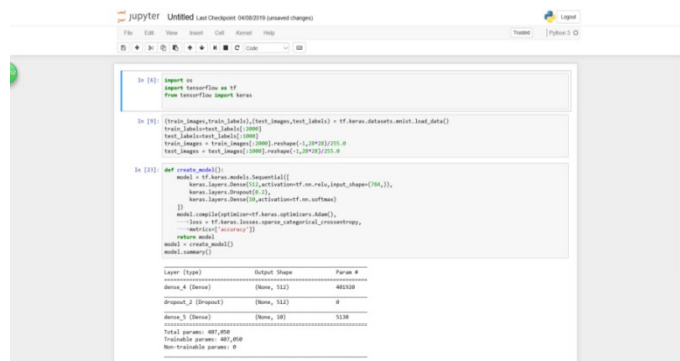 jupyter Untitled Last Checkpoint: 04/08/2019 (unsaved changes)
Logout
File Edit View Insert Cell Kernel Help
Trusted Python 3 O
Code
In [6]: import os
import tensorflow as tf
from tensorflow import keras
In [9]: (train_images,train_labels),(test_images,test_labels) = tf.keras.datasets.mnist.load_data()
train_labels=test_labels[:2000]
test_labels=test_labels[:1000]
train_images = train_images[:2000].reshape(-1,28*28)/255.0
test_images = test_images[:1000].reshape(-1,28*28)/255.0
In [23]: def create_model():
model = tf.keras.models.Sequential([
keras.layers.Dense(512,activation=tf.nn.relu,input_shape=(784,)),
keras.layers.Dropout(0.2),
keras.layers.Dense(10,activation=tf.nn.softmax)
])
model.compile(optimizer=tf.keras.optimizers.Adam(),
loss = tf.keras.losses.sparse_categorical_crossentropy,
metrics=['accuracy'])
return model
model = create_model()
model.summary()
Layer (type) Output Shape Param #
dense_4 (Dense) (None, 512) 401920
dropout_2 (Dropout) (None, 512) 0
dense_5 (Dense) (None, 10) 5130
Total params: 407,050
Trainable params: 407,050
Non-trainable params: 0